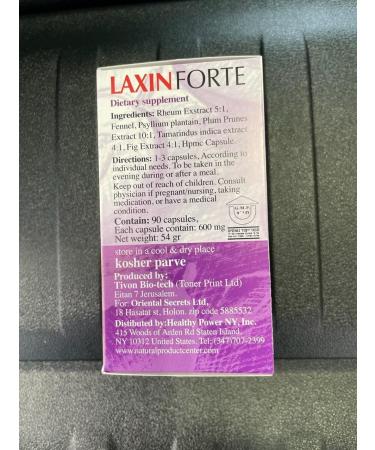 LAXINFORTE
Dietary supplement
Ingredients: Rheum Exstract 5:1,
Fennel, Psyllium plantain, Plum Prunes
Extract 10:1, Tamarindus indica extract
4:1, Fig Extract 4:1, Hpmc Capsule.
Directions: 1-3 capsules, According to
individual needs. To be taken in the
evening during or after a meal.
Keep out of reach of children. Consult
physician if pregnant/nursing, taking
medication, or have a medical
condition.
Contain: 90 capsules,
Each capsule contain: 600 mg
Net weight: 54 gr
store in a cool & dry place
kosher parve
Produced by:
Tivon Bio-tech (Toner Print Ltd)
Eitan 7 Jerusalem.
For: Oriental Secrets Ltd,
18 Hasatat st, Holon. zip code 5885532
Distibuted by:Healthy Power NY, Inc.
415 Woods of Arden Rd Staten Island,
NY 10312 United States. Tel: Tel:(347)707-2399
www.naturalproductcenter.com